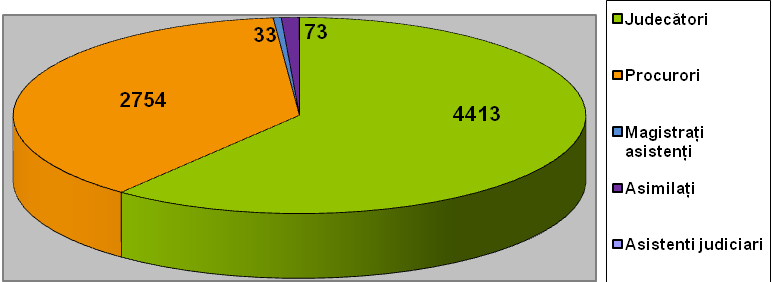 33
73
2754
4413
Judecători
Procurori
Magistrați
asistenți
Asimilați
Asistenti judiciari